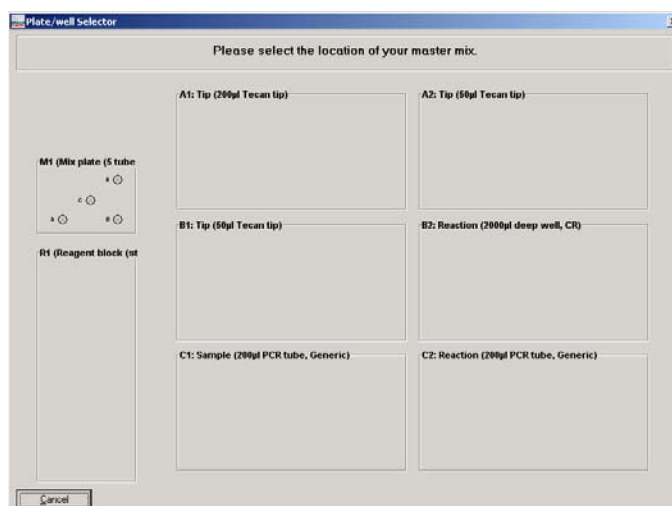 Plate/well Selector
Please select the location of your master mix.
A1: Tip (200µl Tecan tip)
A2: Tip (50µl Tecan tip)
M1 (Mix plate (5 tube
C
B1: Tip (50µl Tecan tip)
B2: Reaction (2000µl deep well, CR)
R1 (Reagent block (st
C1: Sample (200µl PCR tube, Generic)
C2: Reaction (200µl PCR tube, Generic)
Cancel